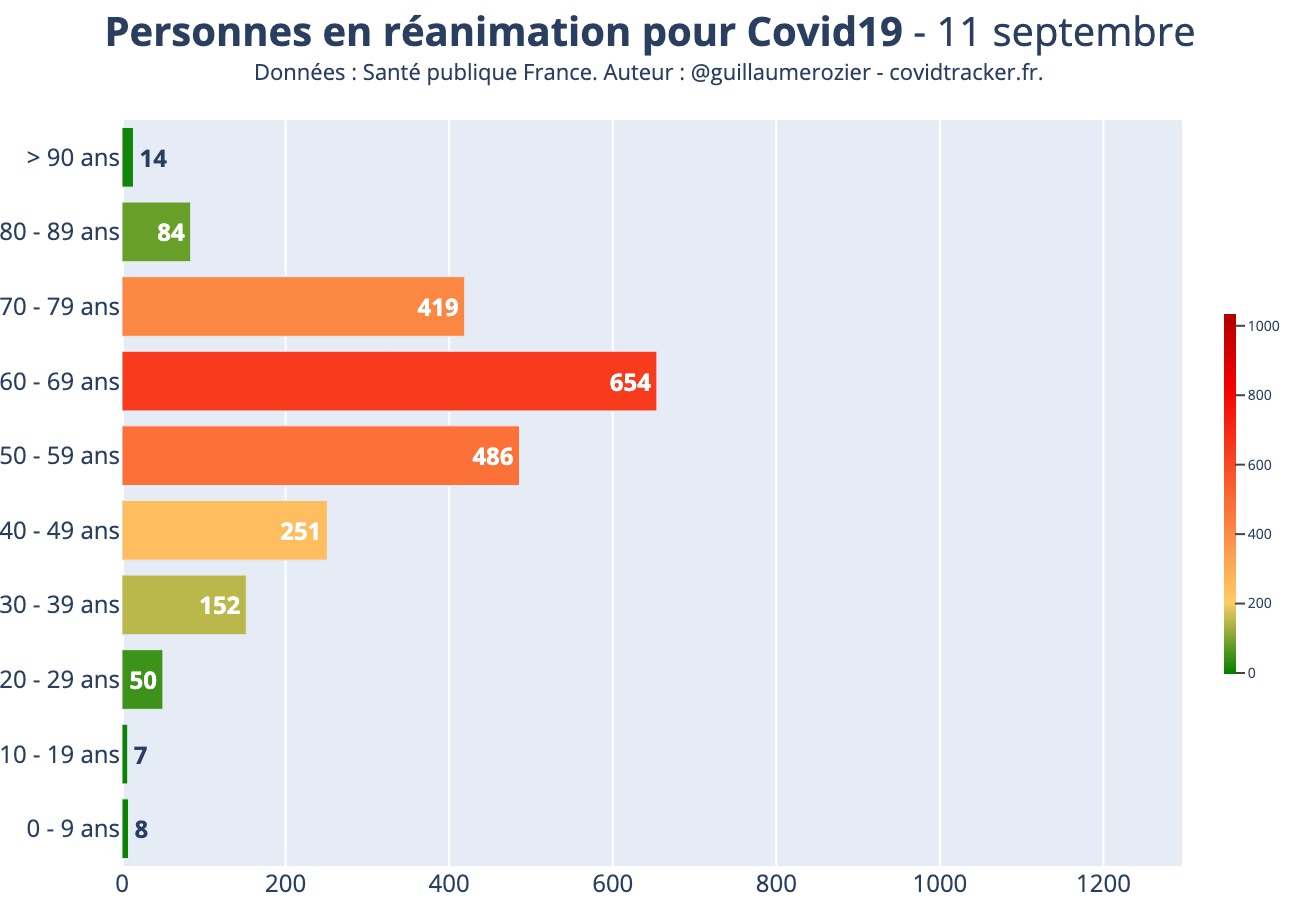 Personnes en réanimation pour Covid19 - 11 septembre
Données : Santé publique France. Auteur : @guillaumerozier - covidtracker.fr.
> 90 ans 14
80 - 89 ans 84
70 - 79 ans 419
60 - 69 ans 654
50 - 59 ans 486
40 - 49 ans 251
30 - 39 ans 152
20 - 29 ans 50
10 - 19 ans 7
0 - 9 ans 8
0 200 400 600 800 1000 1200
1000
800
600
400
200
0